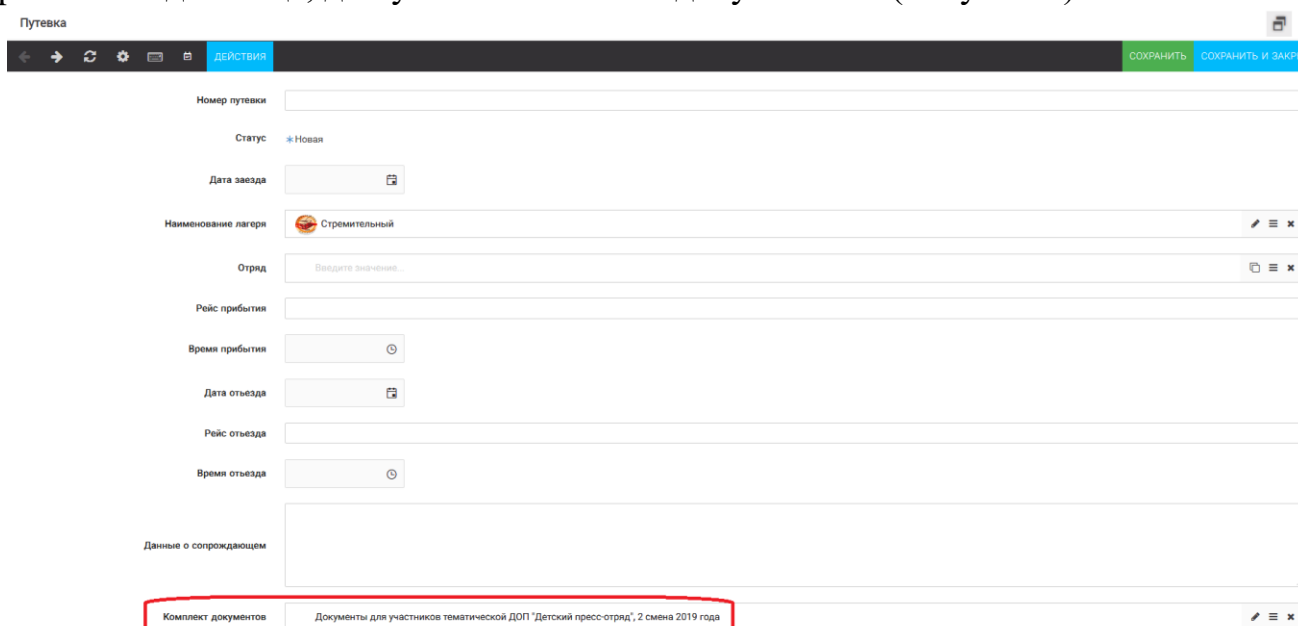 Путевка
ДЕЙСТВИЯ СОХРАНИТЬ СОХРАНИТЬ И ЗАКР
Номер путевки
Статус Новая
Дата заезда
Наименование лагеря Стремительный
Отряд Введите значение...
Рейс прибытия
Время прибытия
Дата отъезда
Рейс отъезда
Время отъезда
Данные о сопрождающем
Комплект документов Документы для участников тематической ДОП "Детский пресс-отряд", 2 смена 2019 года